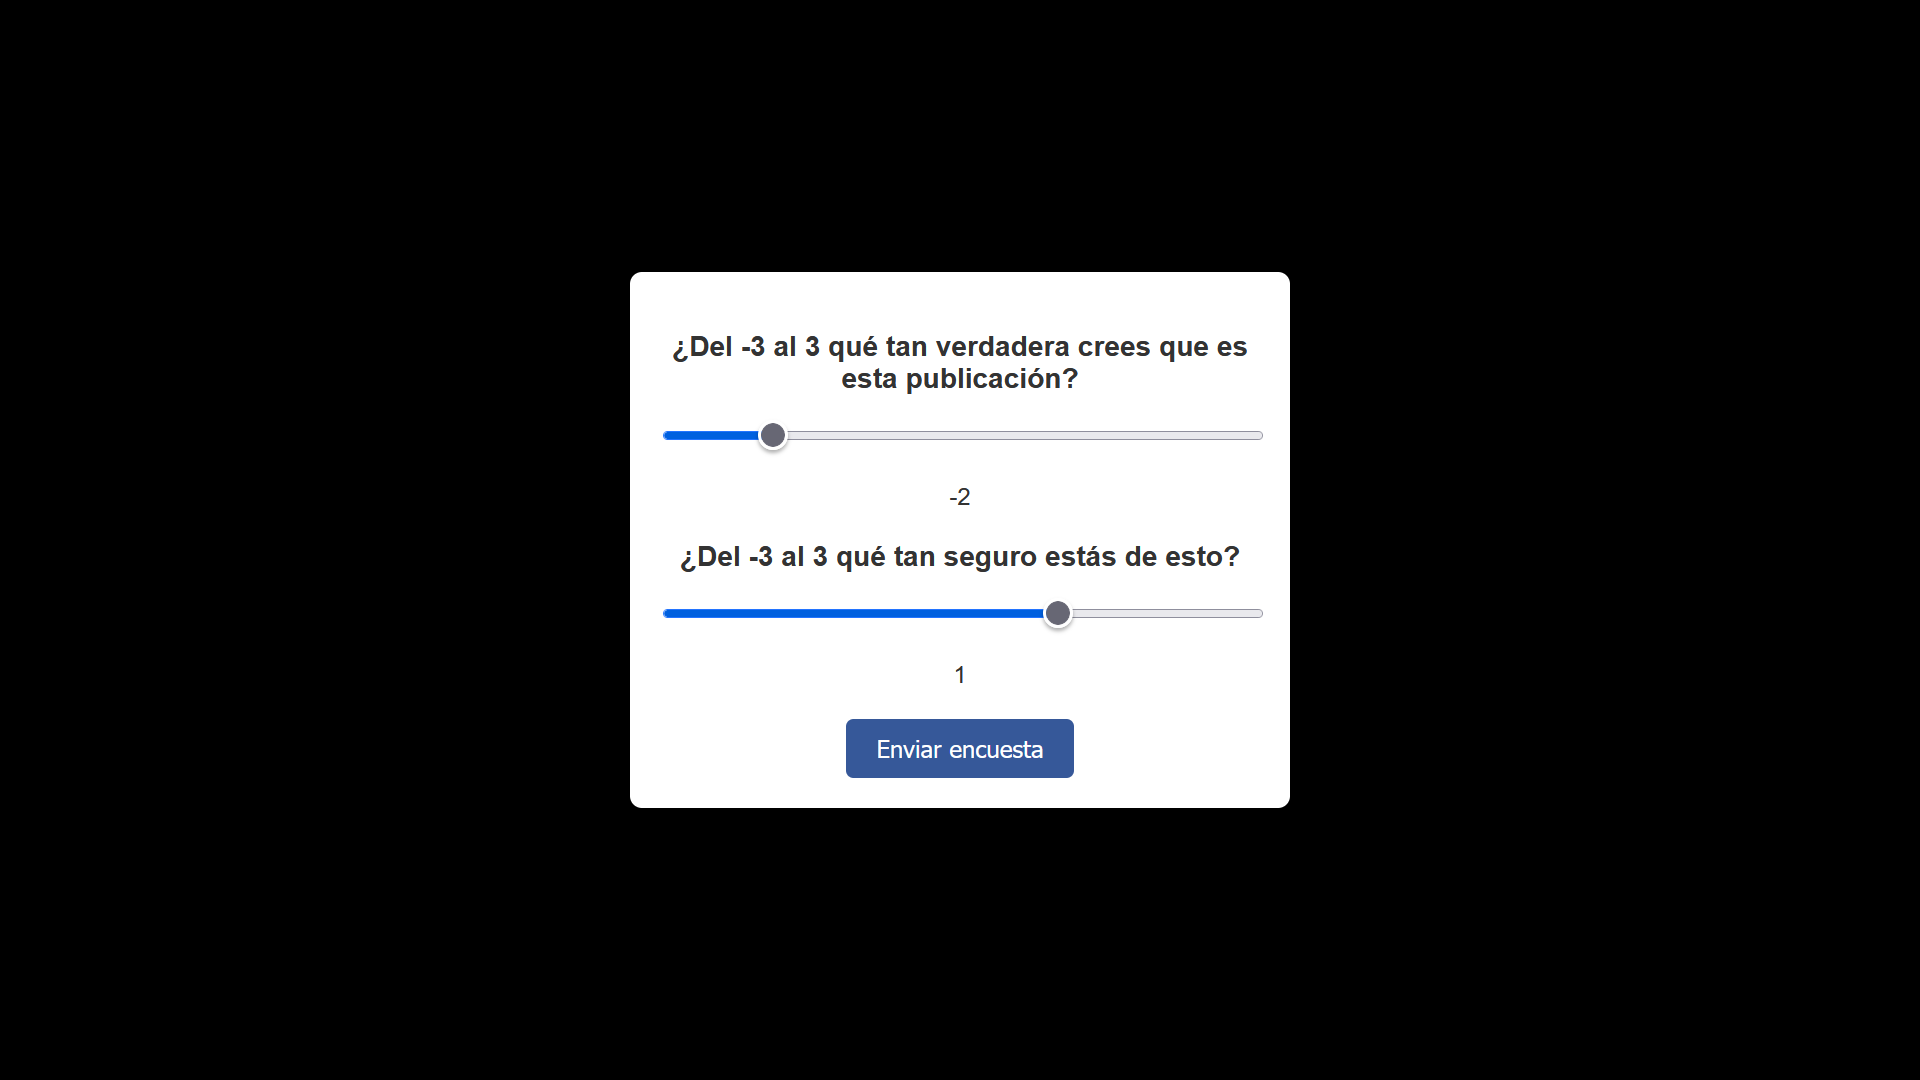 ¿Del -3 al 3 qué tan verdadera crees que es
esta publicación?
-2
¿Del -3 al 3 qué tan seguro estás de esto?
1
Enviar encuesta